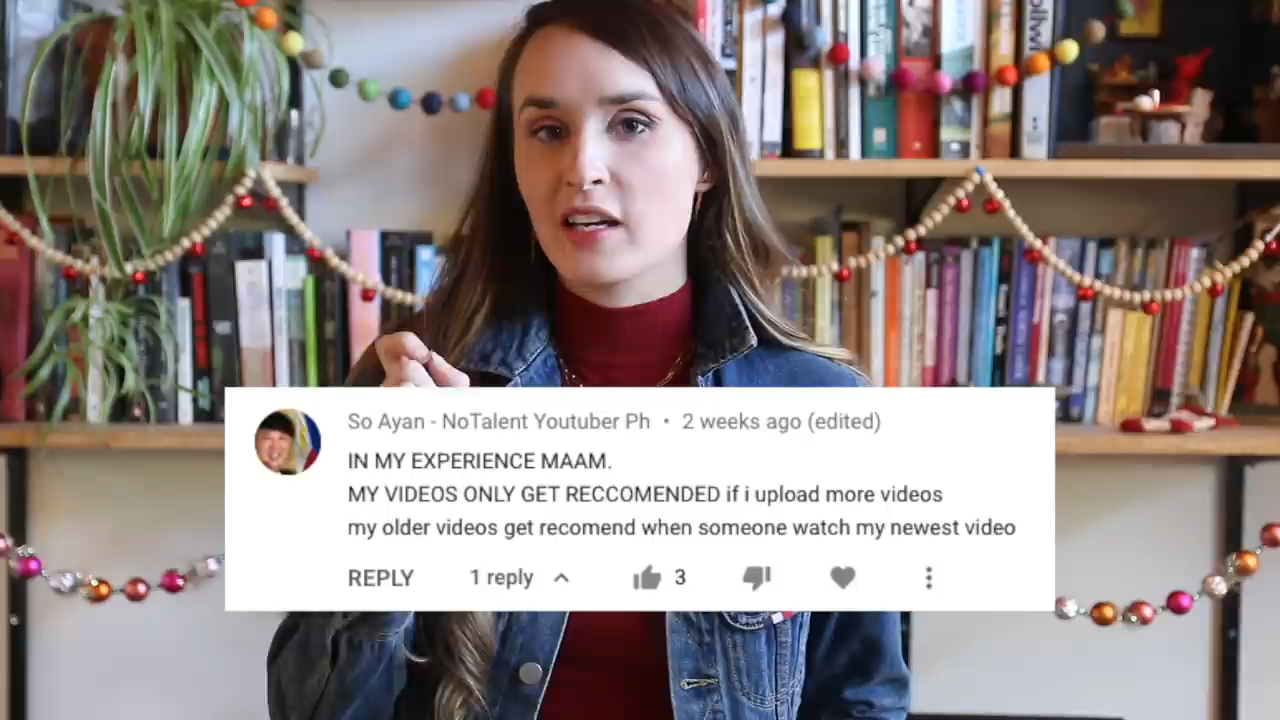 ollwi
So Ayan - NoTalent Youtuber Ph • 2 weeks ago (edited)
IN MY EXPERIENCE MAAM.
MY VIDEOS ONLY GET RECCOMENDED if i upload more videos
my older videos get recomend when someone watch my newest video
REPLY 1 reply 3